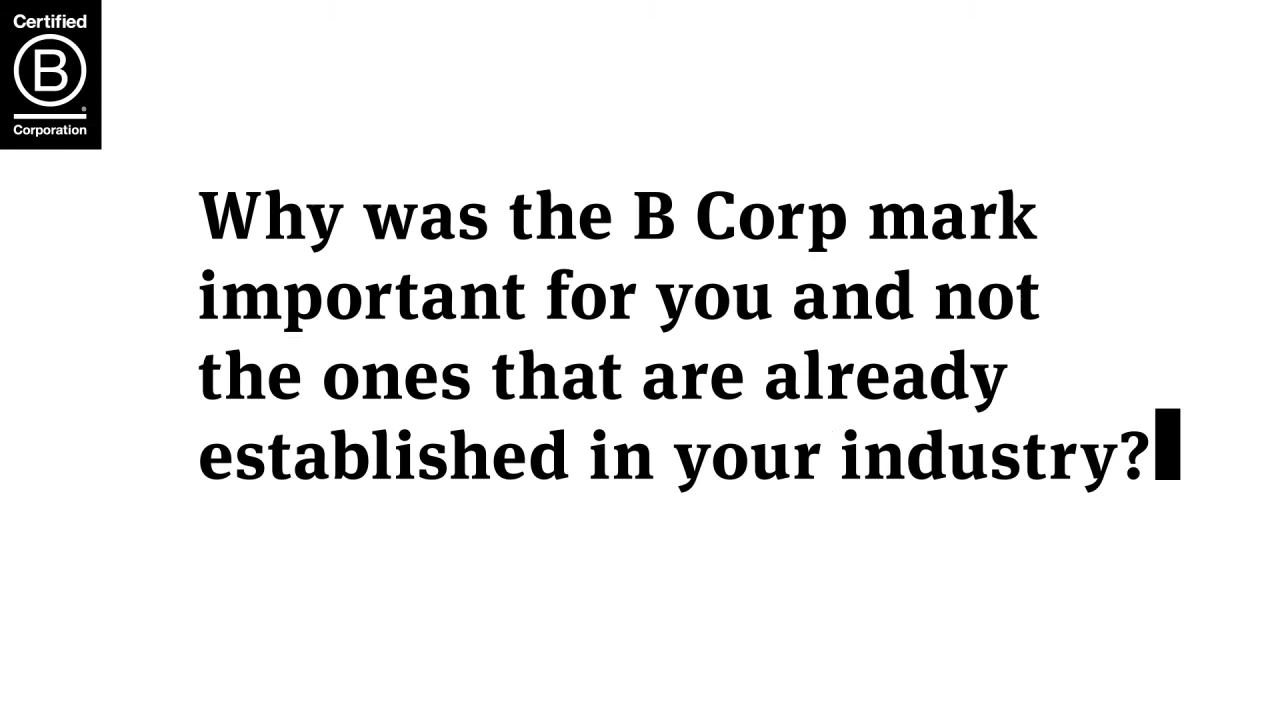 Certified
B
®
Corporation
Why was the B Corp mark
important for you and not
the ones that are already
established in your industry?